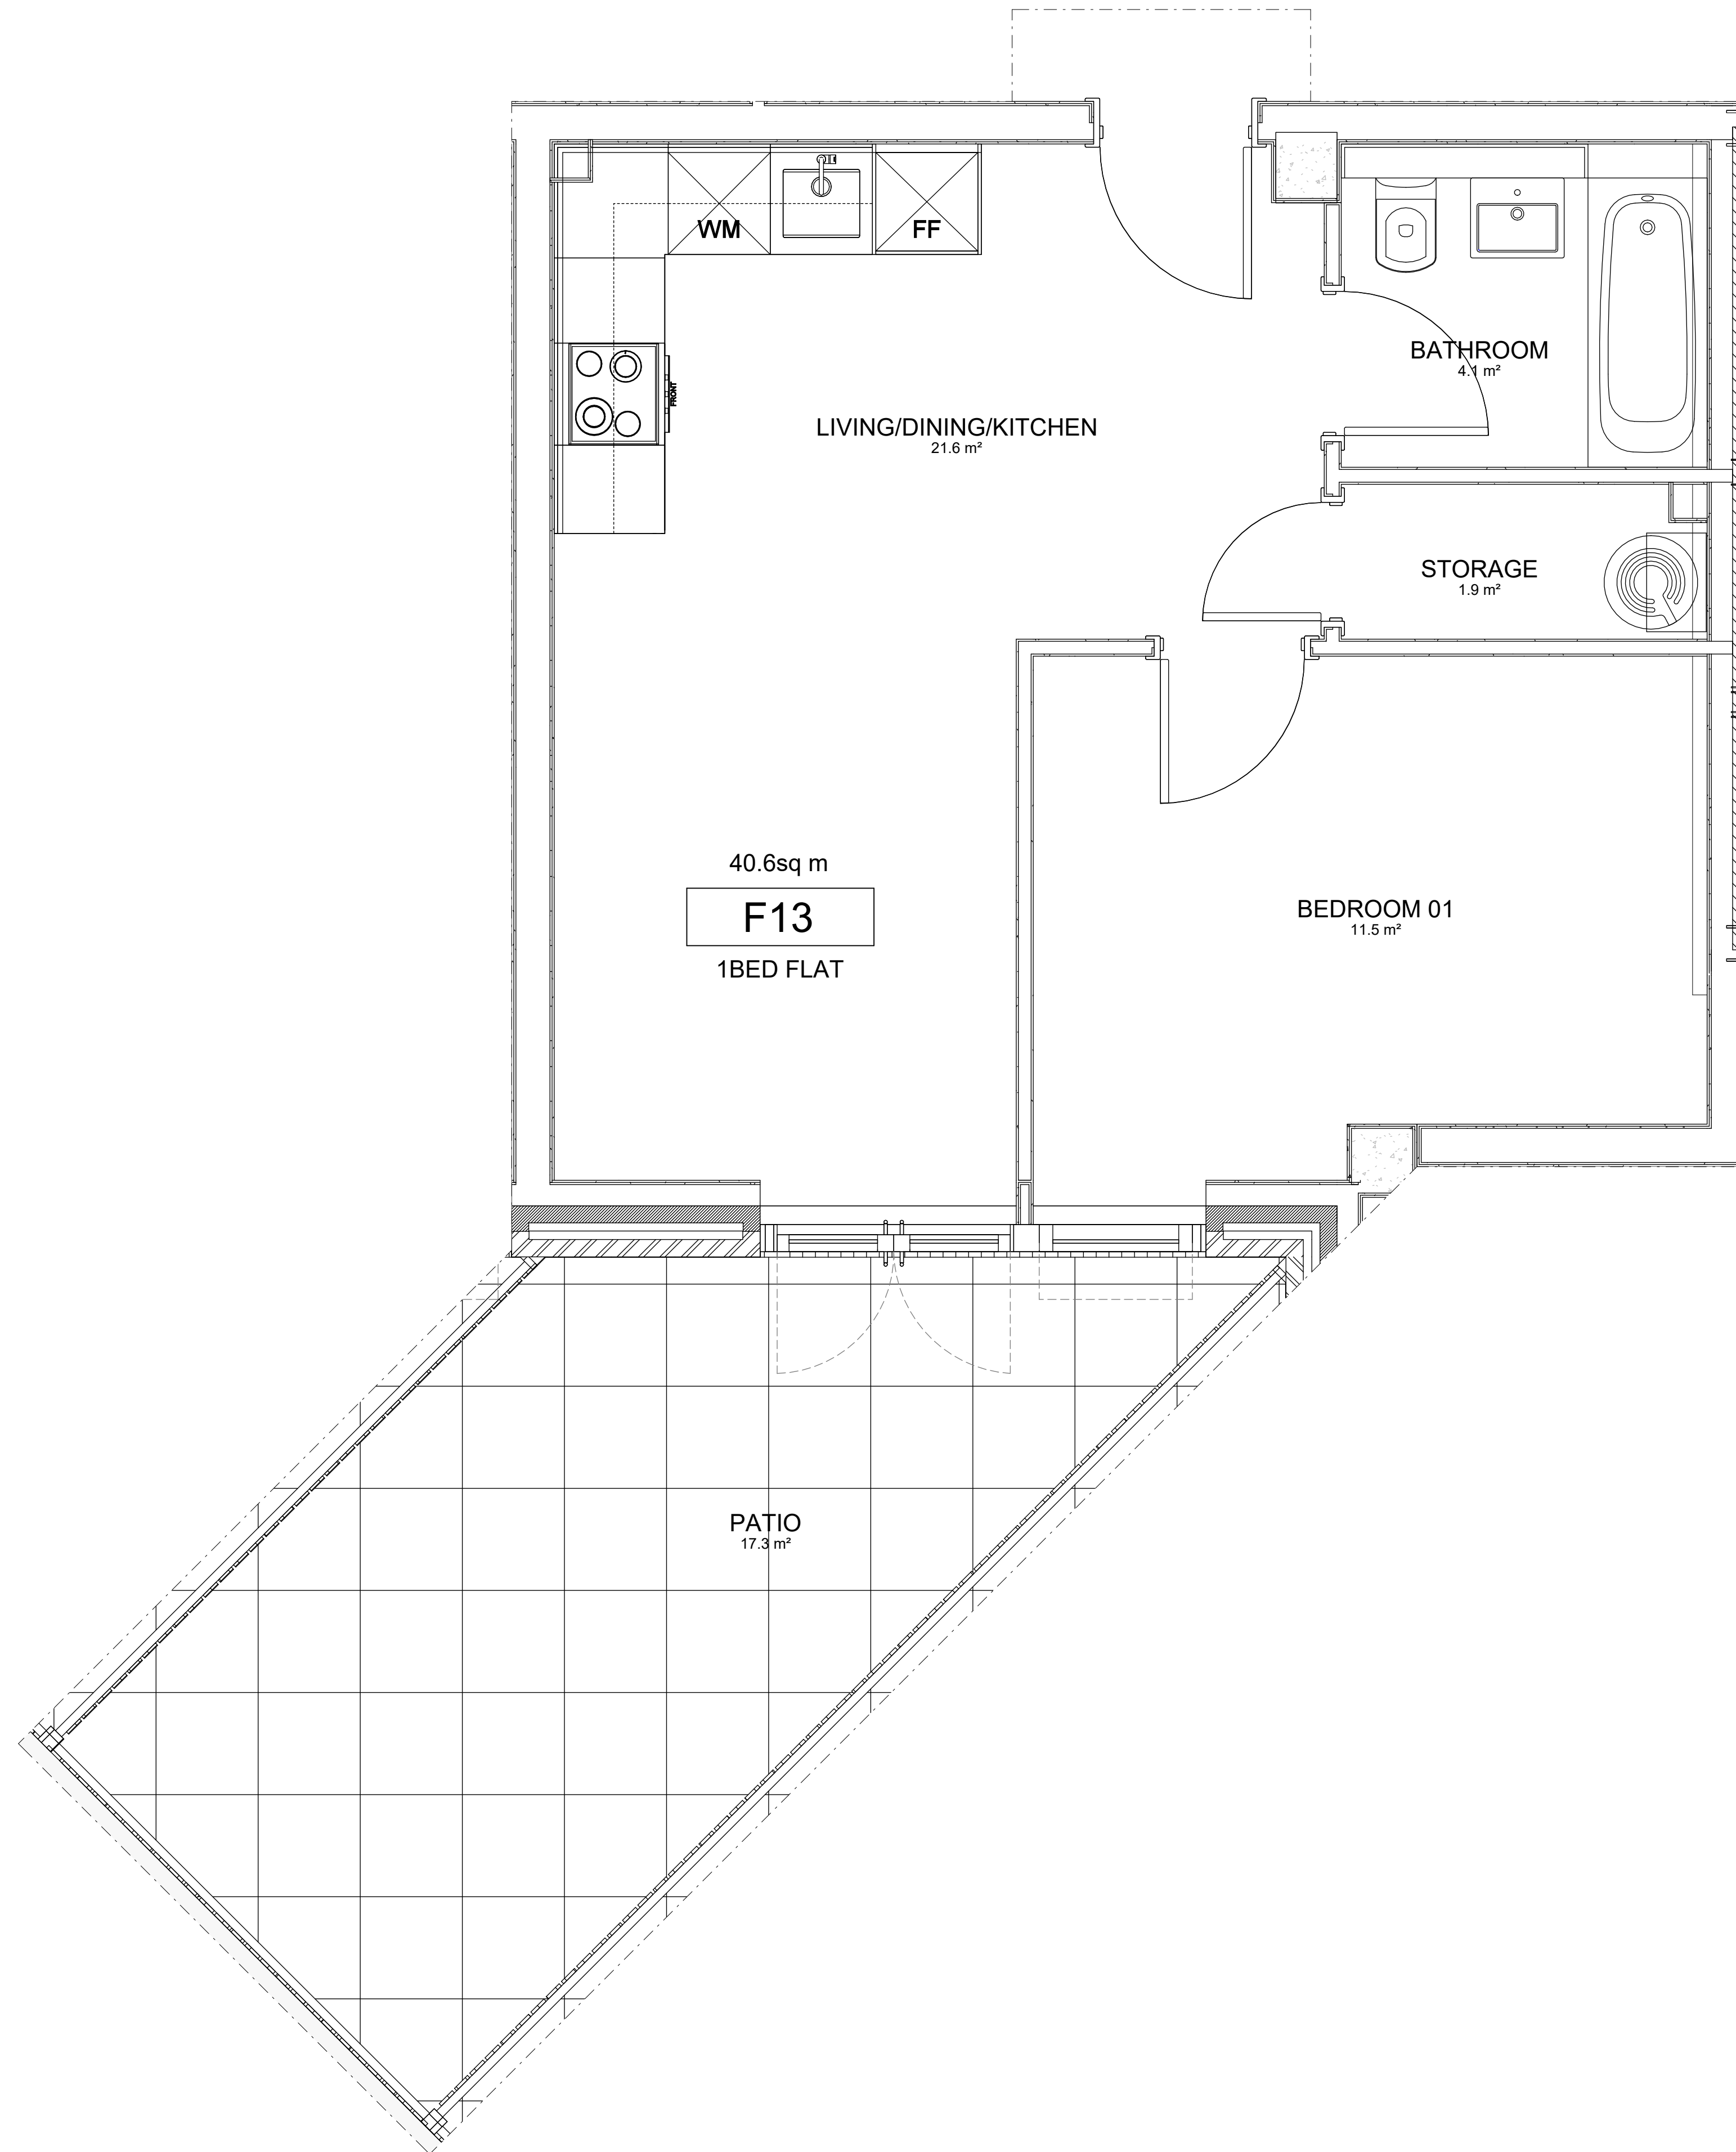 WM
FF
FRONT
BATHROOM
4.1 m²
LIVING/DINING/KITCHEN
21.6 m²
STORAGE
1.9 m²
40.6sq m
F13
1BED FLAT
BEDROOM 01
11.5 m²
PATIO
17.3 m²